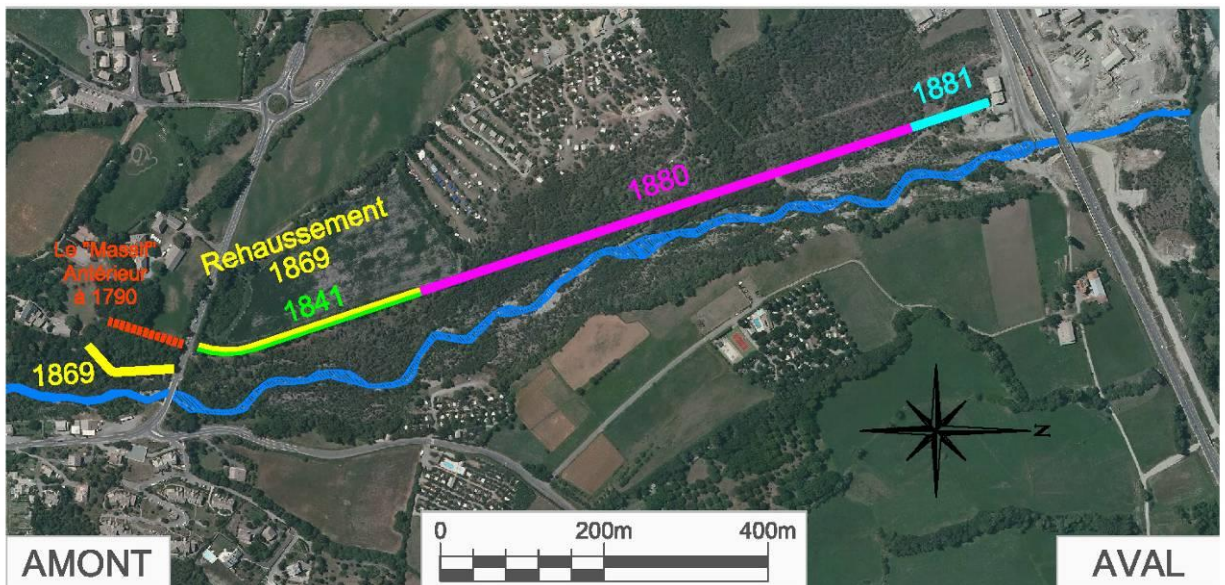 1881
1880
Rehaussement
1869
1841
Le "Massif"
Antérieur
à 1790
1869
N
0 200m 400m
AMONT
AVAL